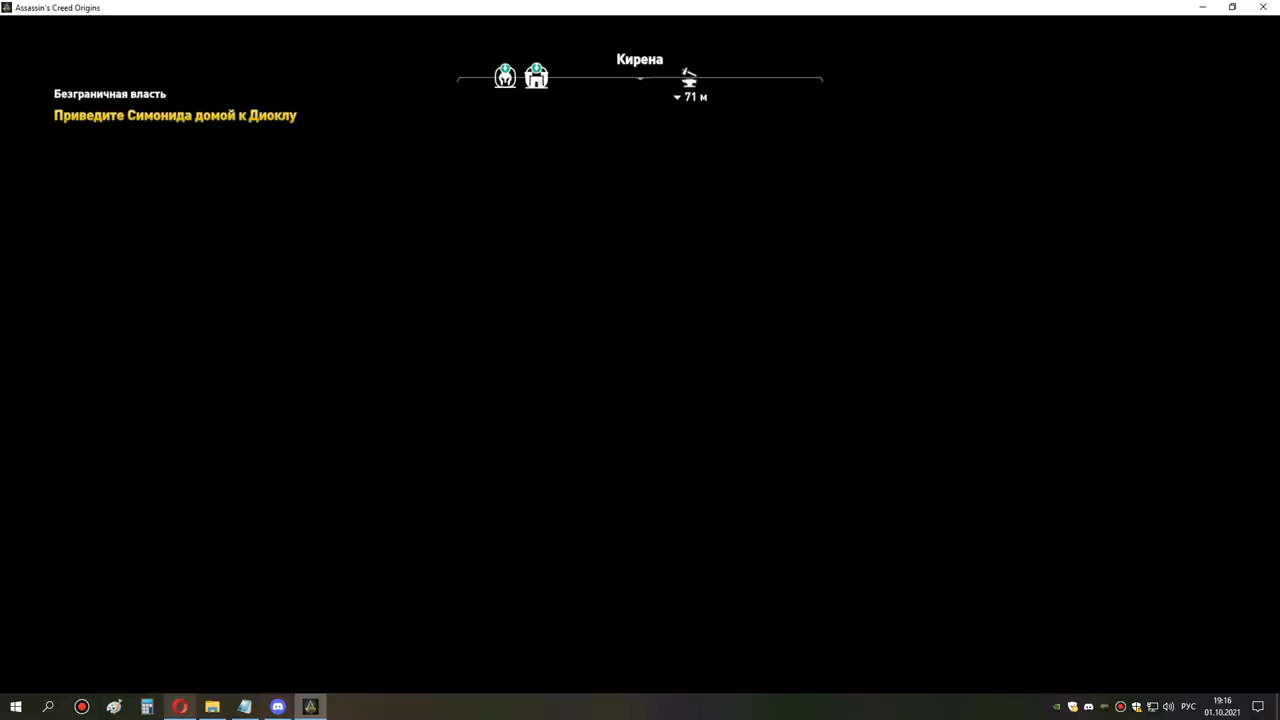 Assassin's Creed Origins
Кирена
71 м
Безграничная власть
Приведите Симонида домой к Диоклу
РУС
19:16
01.10.2021